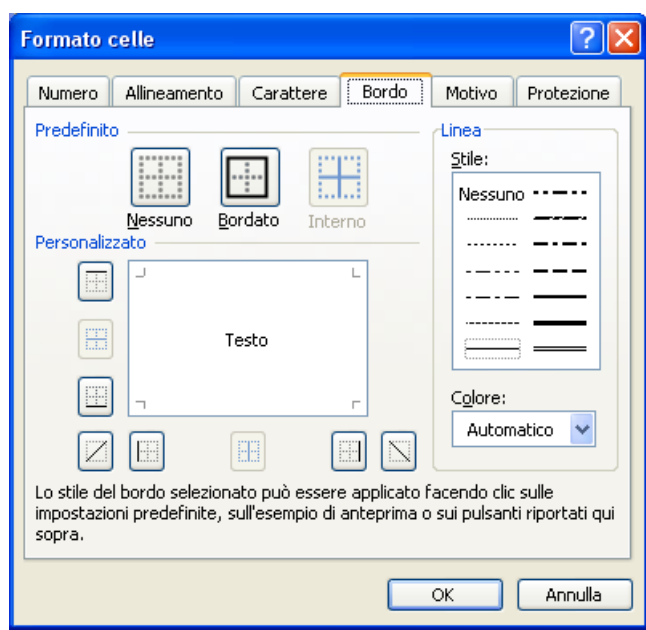 Formato celle
Numero Allineamento Carattere Bordo Motivo Protezione
Predefinito
Nessuno Bordato Interno
Personalizzato
Testo
Linea
Stile:
Nessuno
Colore:
Automatico
Lo stile del bordo selezionato può essere applicato facendo clic sulle
impostazioni predefinite, sull'esempio di anteprima o sui pulsanti riportati qui
sopra.
OK Annulla